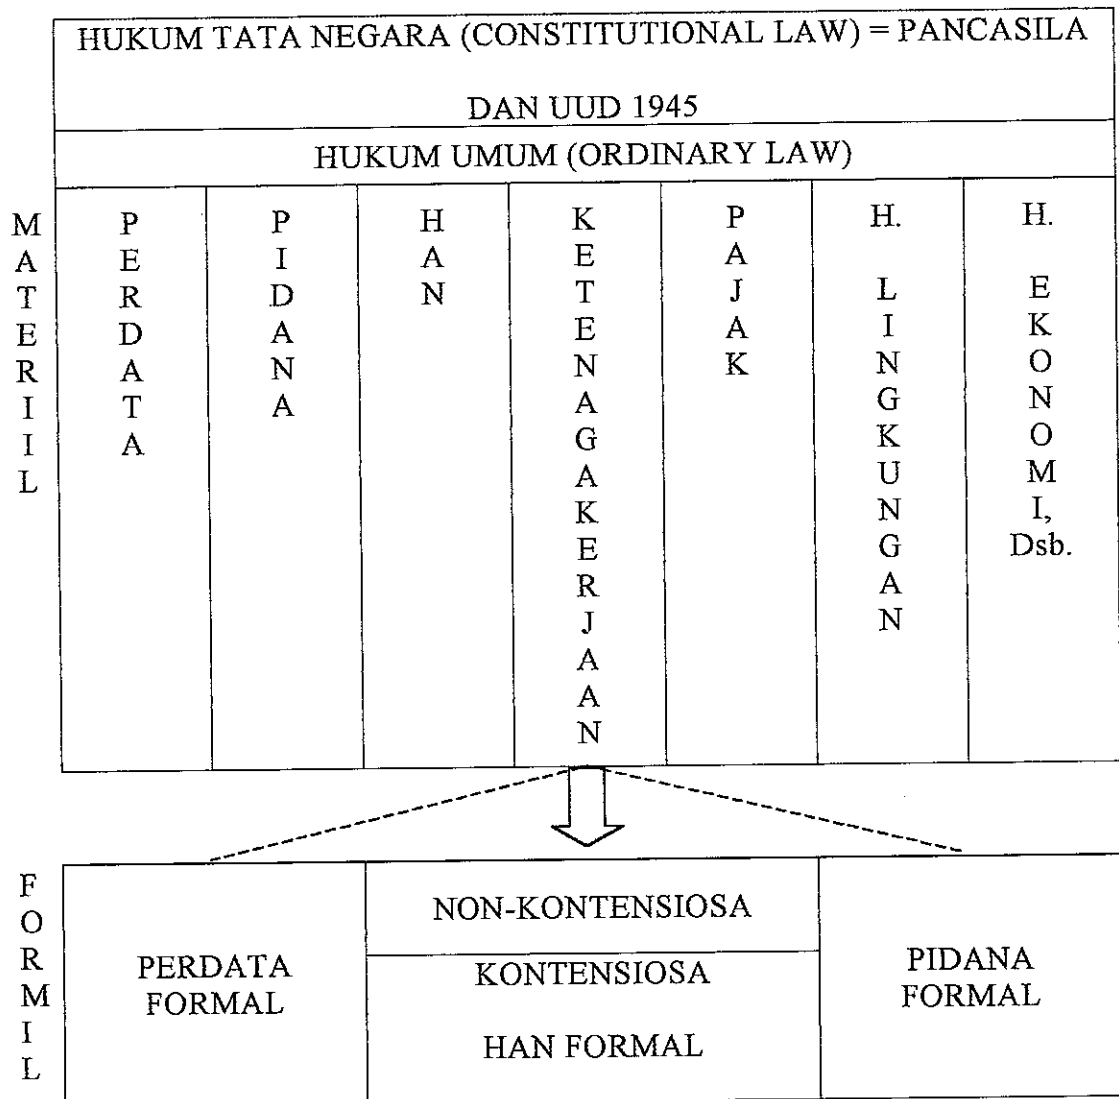 HUKUM TATA NEGARA (CONSTITUTIONAL LAW) = PANCASILA
DAN UUD 1945
HUKUM UMUM (ORDINARY LAW)
MATERIIL
PERDATA
PIDANA
HAN
KETENAGAKERJAAN
PAJAK
H. LINGKUNGAN
H. EKONOMI,
Dsb.
FORMIL
PERDATA
FORMAL
NON-KONTENSIOSA
KONTENSIOSA
HAN FORMAL
PIDANA
FORMAL